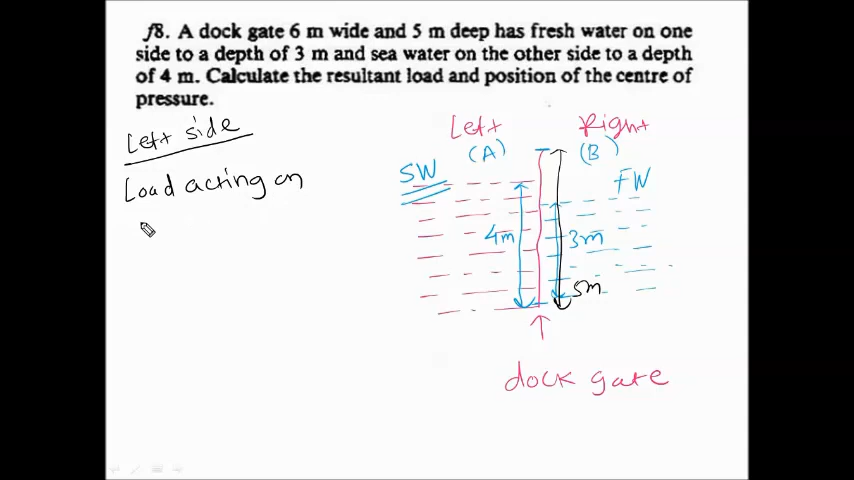 f8. A dock gate 6 m wide and 5 m deep has fresh water on one
side to a depth of 3 m and sea water on the other side to a depth
of 4 m. Calculate the resultant load and position of the centre of
pressure.
Left side
Load acting on
Left
(A)
Right
(B)
SW
FW
4m
3m
5m
dock gate